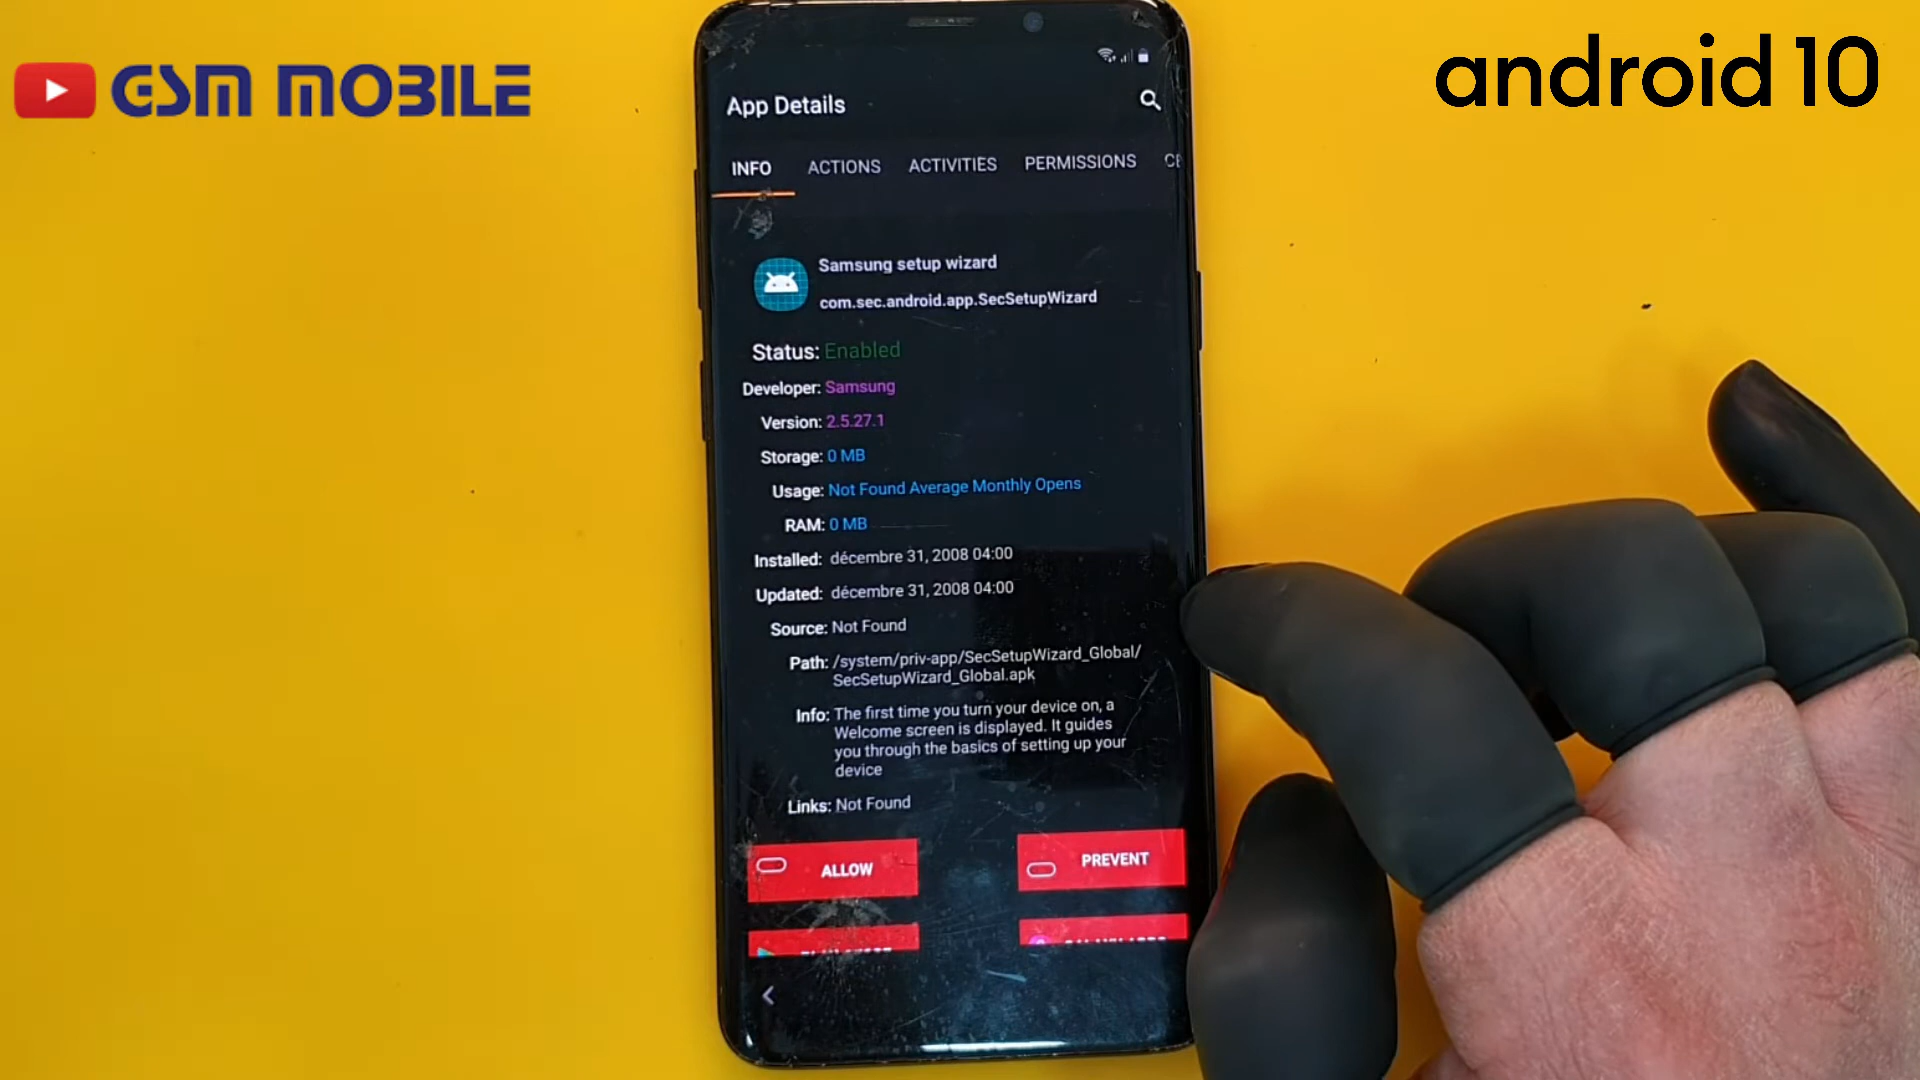 GSM MOBILE
android 10
App Details
INFO ACTIONS ACTIVITIES PERMISSIONS CE
Samsung setup wizard
com.sec.android.app.SecSetupWizard
Status: Enabled
Developer: Samsung
Version: 2.5.27.1
Storage: 0 MB
Usage: Not Found Average Monthly Opens
RAM: 0 MB
Installed: décembre 31, 2008 04:00
Updated: décembre 31, 2008 04:00
Source: Not Found
Path: /system/priv-app/SecSetupWizard_Global/
SecSetupWizard_Global.apk
Info: The first time you turn your device on, a
Welcome screen is displayed. It guides
you through the basics of setting up your
device
Links: Not Found
ALLOW PREVENT